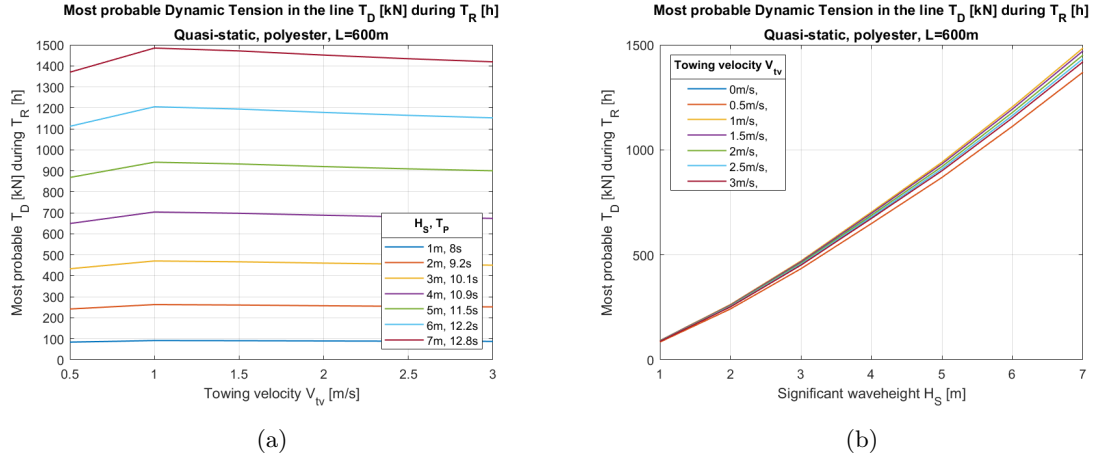 Most probable Dynamic Tension in the line T_D [kN] during T_R [h]
Quasi-static, polyester, L=600m
Most probable T_D [kN] during T_R [h]
1500
1400
1300
1200
1100
1000
900
800
700
600
500
400
300
200
100
0
0.5
1
1.5
2
2.5
3
Towing velocity V_tv [m/s]
H_S, T_P
1m, 8s
2m, 9.2s
3m, 10.1s
4m, 10.9s
5m, 11.5s
6m, 12.2s
7m, 12.8s
(a)
Most probable Dynamic Tension in the line T_D [kN] during T_R [h]
Quasi-static, polyester, L=600m
Most probable T_D [kN] during T_R [h]
1500
1000
500
0
1
2
3
4
5
6
7
Significant waveheight H_S [m]
Towing velocity V_tv
0m/s,
0.5m/s,
1m/s,
1.5m/s,
2m/s,
2.5m/s,
3m/s,
(b)